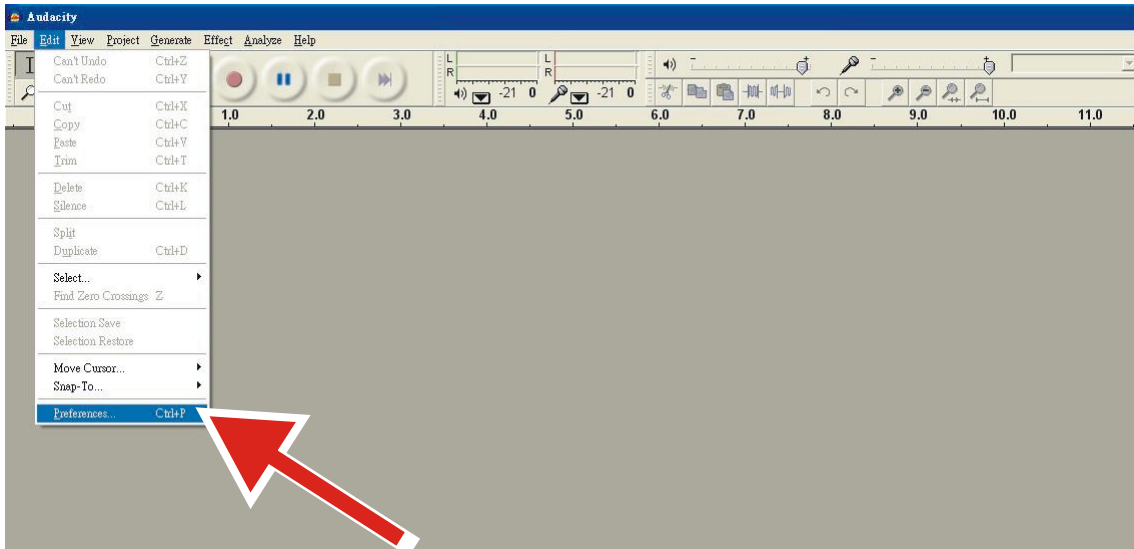 Audacity
File Edit View Project Generate Effect Analyze Help
Can't Undo Ctrl+Z
Can't Redo Ctrl+Y
Cut Ctrl+X
Copy Ctrl+C
Paste Ctrl+V
Trim Ctrl+T
Delete Ctrl+K
Silence Ctrl+L
Split
Duplicate Ctrl+D
Select...
Find Zero Crossings Z
Selection Save
Selection Restore
Move Cursor...
Snap-To...
Preferences... Ctrl+P
L L
R R
-21 0 -21 0
1.0 2.0 3.0 4.0 5.0 6.0 7.0 8.0 9.0 10.0 11.0